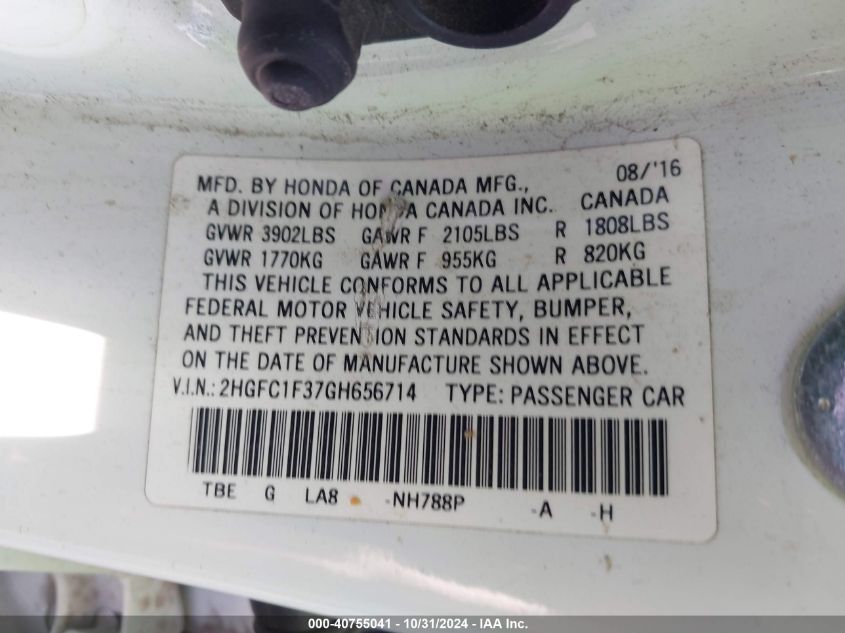 MFD. BY HONDA OF CANADA MFG., 08/'16
A DIVISION OF HONDA CANADA INC. CANADA
GVWR 3902LBS GAWR F 2105LBS R 1808LBS
GVWR 1770KG GAWR F 955KG R 820KG
THIS VEHICLE CONFORMS TO ALL APPLICABLE
FEDERAL MOTOR VEHICLE SAFETY, BUMPER,
AND THEFT PREVENTION STANDARDS IN EFFECT
ON THE DATE OF MANUFACTURE SHOWN ABOVE.
V.I.N.: 2HGFC1F37GH656714 TYPE: PASSENGER CAR
TBE G LA8 -NH788P -A -H
000-40755041 - 10/31/2024 - IAA Inc.